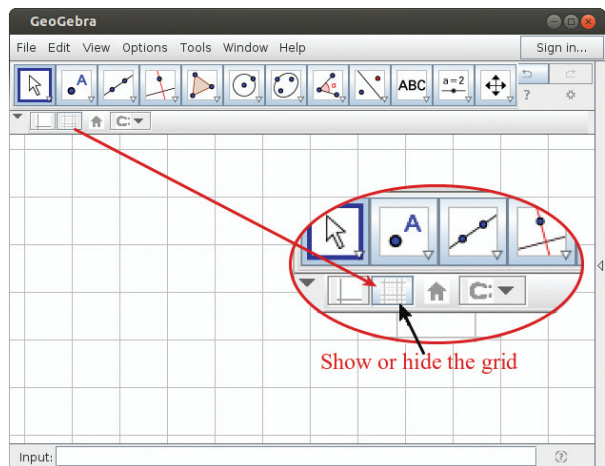 GeoGebra
File Edit View Options Tools Window Help Sign in...
A ABC a=2 ?
A
Show or hide the grid
Input: ?